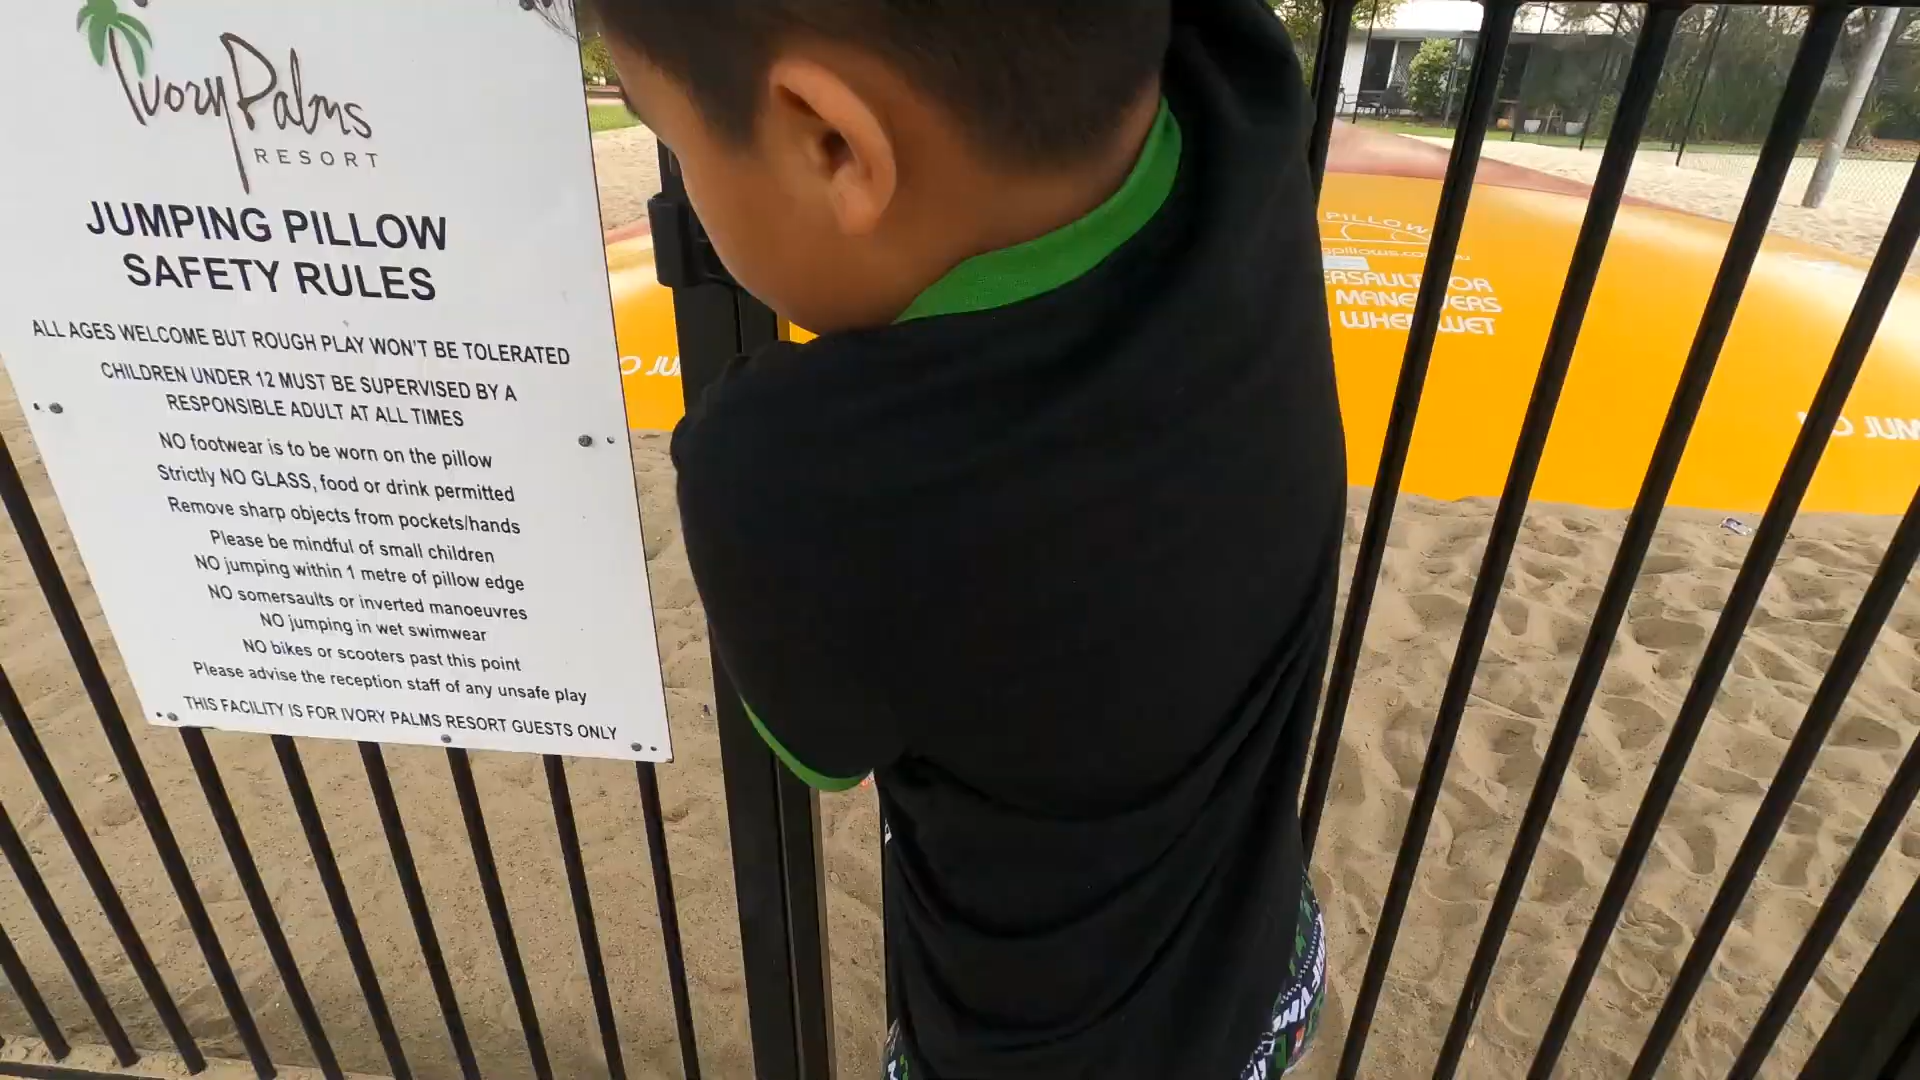 Ivory Palms
RESORT
JUMPING PILLOW
SAFETY RULES
ALL AGES WELCOME BUT ROUGH PLAY WON'T BE TOLERATED
CHILDREN UNDER 12 MUST BE SUPERVISED BY A
RESPONSIBLE ADULT AT ALL TIMES
NO footwear is to be worn on the pillow
Strictly NO GLASS, food or drink permitted
Remove sharp objects from pockets/hands
Please be mindful of small children
NO jumping within 1 metre of pillow edge
NO somersaults or inverted manoeuvres
NO jumping in wet swimwear
NO bikes or scooters past this point
Please advise the reception staff of any unsafe play
THIS FACILITY IS FOR IVORY PALMS RESORT GUESTS ONLY
PILLOW
OR
WHEN WET